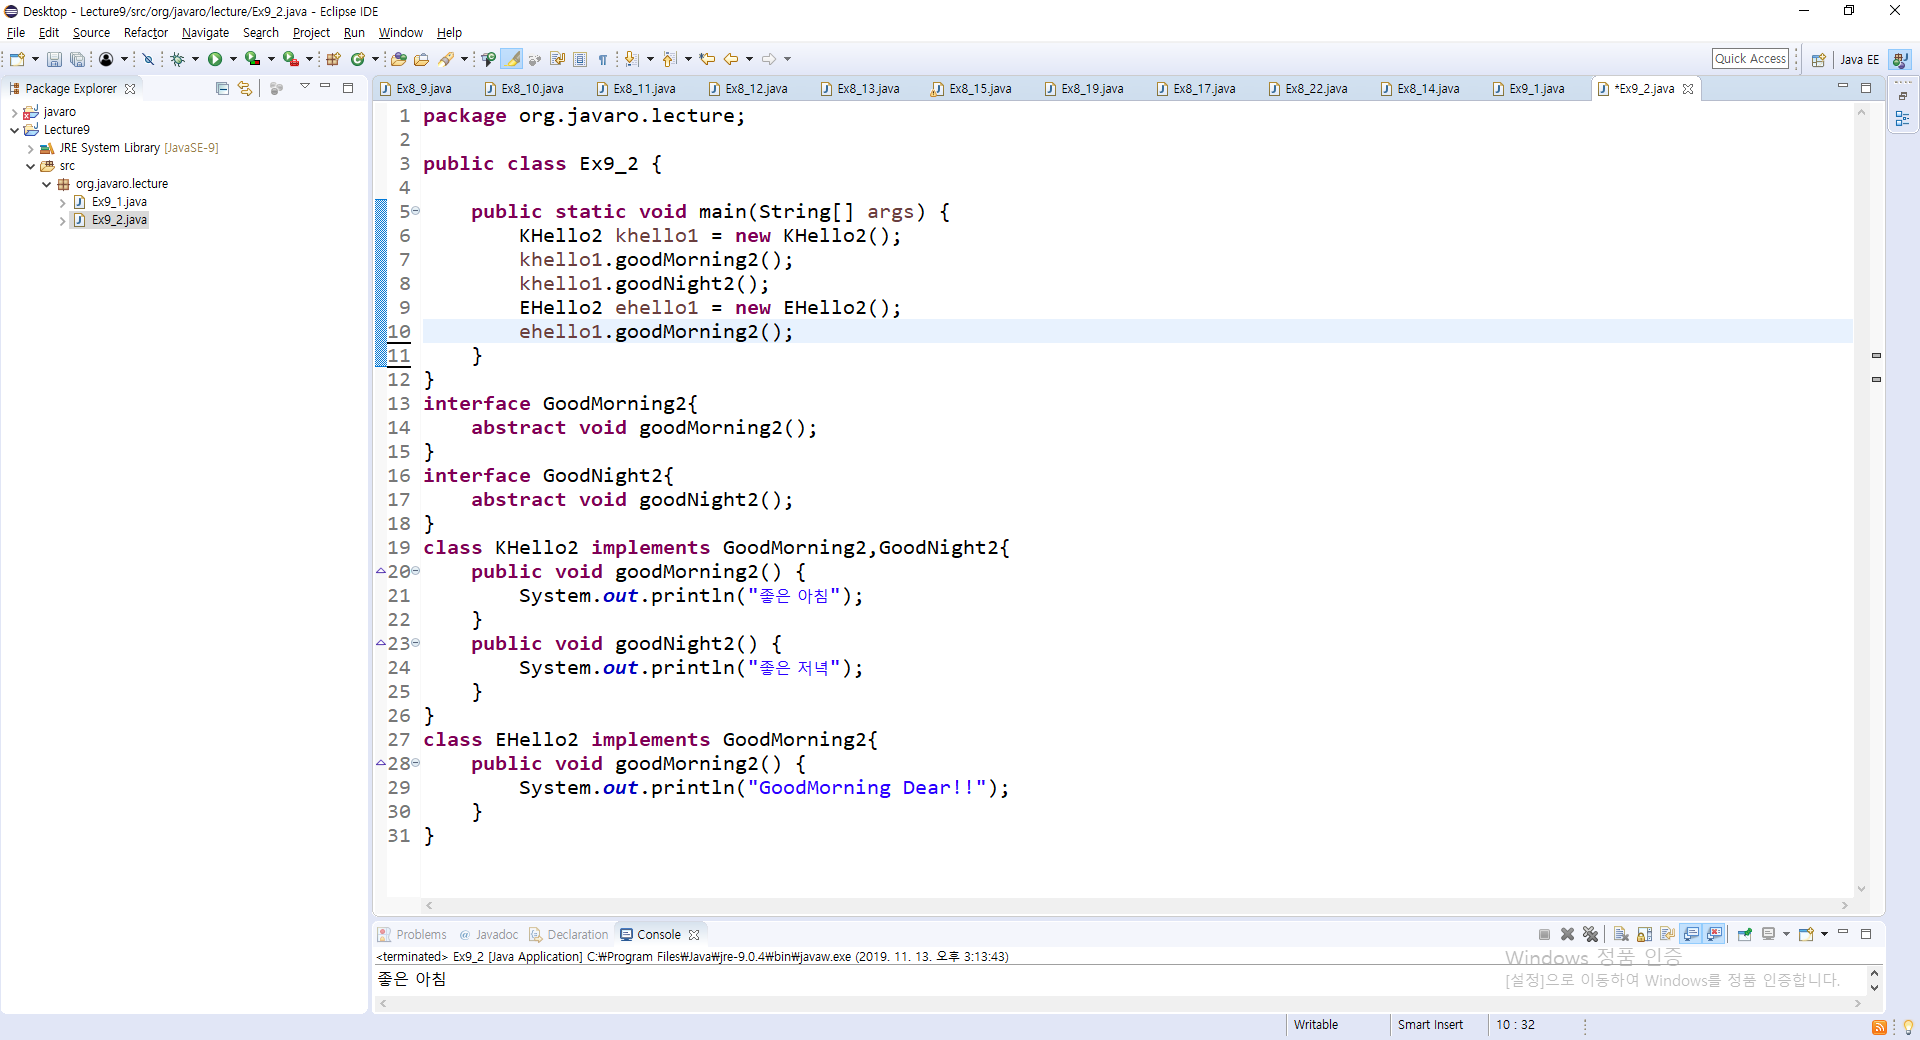 Desktop - Lecture9/src/org/javaro/lecture/Ex9_2.java - Eclipse IDE
File Edit Source Refactor Navigate Search Project Run Window Help
Quick Access
Java EE
Package Explorer
javaro
Lecture9
JRE System Library [JavaSE-9]
src
org.javaro.lecture
Ex9_1.java
Ex9_2.java
Ex8_9.java Ex8_10.java Ex8_11.java Ex8_12.java Ex8_13.java Ex8_15.java Ex8_19.java Ex8_17.java Ex8_22.java Ex8_14.java Ex9_1.java *Ex9_2.java
1 package org.javaro.lecture;
2
3 public class Ex9_2 {
4
5 public static void main(String[] args) {
6 KHello2 khello1 = new KHello2();
7 khello1.goodMorning2();
8 khello1.goodNight2();
9 EHello2 ehello1 = new EHello2();
10 ehello1.goodMorning2();
11 }
12 }
13 interface GoodMorning2{
14 abstract void goodMorning2();
15 }
16 interface GoodNight2{
17 abstract void goodNight2();
18 }
19 class KHello2 implements GoodMorning2,GoodNight2{
20 public void goodMorning2() {
21 System.out.println("좋은 아침");
22 }
23 public void goodNight2() {
24 System.out.println("좋은 저녁");
25 }
26 }
27 class EHello2 implements GoodMorning2{
28 public void goodMorning2() {
29 System.out.println("GoodMorning Dear!!");
30 }
31 }
Problems @ Javadoc Declaration Console
<terminated> Ex9_2 [Java Application] C:₩Program Files₩Java₩jre-9.0.4₩bin₩javaw.exe (2019. 11. 13. 오후 3:13:43)
좋은 아침
Windows 정품 인증
[설정]으로 이동하여 Windows를 정품 인증합니다.
Writable Smart Insert 10 : 32